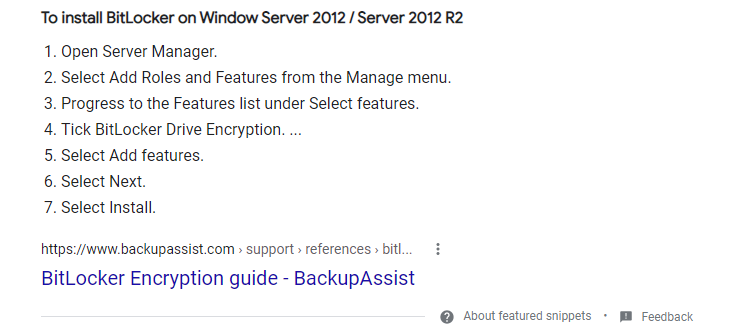 To install BitLocker on Window Server 2012 / Server 2012 R2
1. Open Server Manager.
2. Select Add Roles and Features from the Manage menu.
3. Progress to the Features list under Select features.
4. Tick BitLocker Drive Encryption. ...
5. Select Add features.
6. Select Next.
7. Select Install.
https://www.backupassist.com › support › references › bitl...
BitLocker Encryption guide - BackupAssist
About featured snippets • Feedback